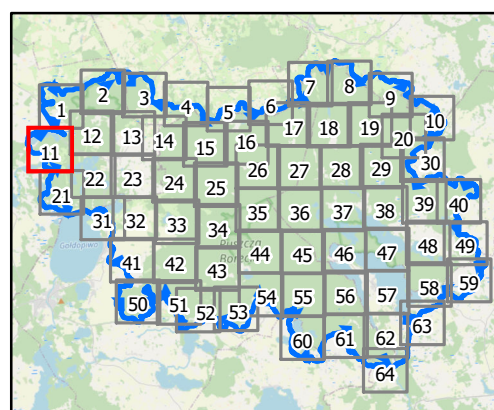 1 2 3 4 5 6 7 8 9 10
11 12 13 14 15 16 17 18 19 20
21 22 23 24 25 26 27 28 29 30
31 32 33 34 35 36 37 38 39 40
41 42 43 44 45 46 47 48 49
50 51 52 53 54 55 56 57 58 59
60 61 62 63
64
Gołdopiwo
Puszcza
Borecka